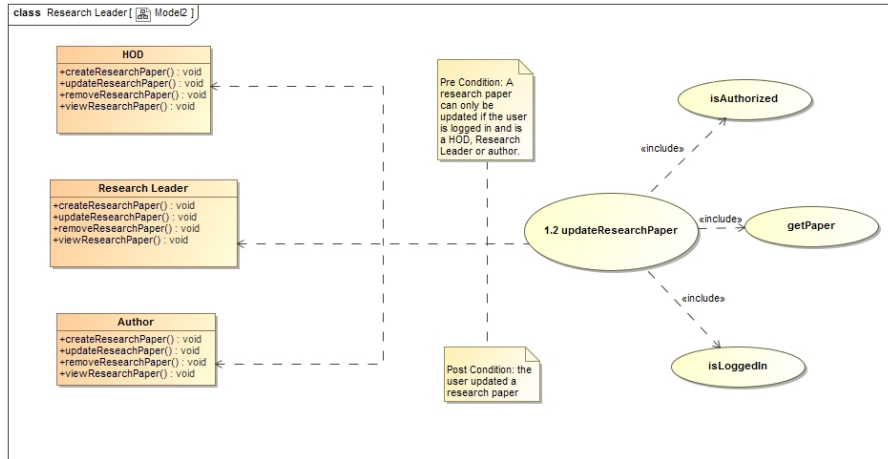 class Research Leader [ Model2 ]
HOD
+createResearchPaper() : void
+updateResearchPaper() : void
+removeResearchPaper() : void
+viewResearchPaper() : void
Pre Condition: A
research paper
can only be
updated if the user
is logged in and is
a HOD, Research
Leader or author.
isAuthorized
«include»
Research Leader
+createResearchPaper() : void
+updateResearchPaper() : void
+removeResearchPaper() : void
+viewResearchPaper() : void
1.2 updateResearchPaper
«include»
getPaper
«include»
Author
+createResearchPaper() : void
+updateReseachPaper() : void
+removeResearchPaper() : void
+viewResearchPaper() : void
Post Condition: the
user updated a
research paper
isLoggedIn